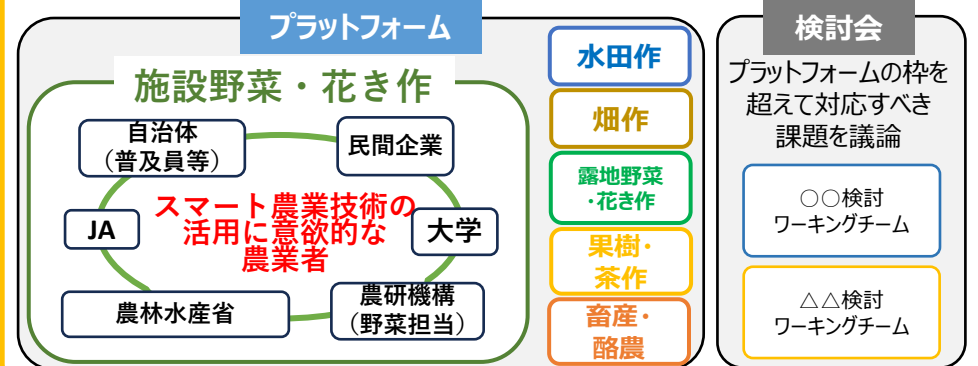 プラットフォーム
施設野菜・花き作
自治体
（普及員等）
民間企業
JA
スマート農業技術の
活用に意欲的な
農業者
大学
農林水産省
農研機構
（野菜担当）
水田作
畑作
露地野菜
・花き作
果樹・
茶作
畜産・
酪農
検討会
プラットフォームの枠を
超えて対応すべき
課題を議論
○○検討
ワーキングチーム
△△検討
ワーキングチーム